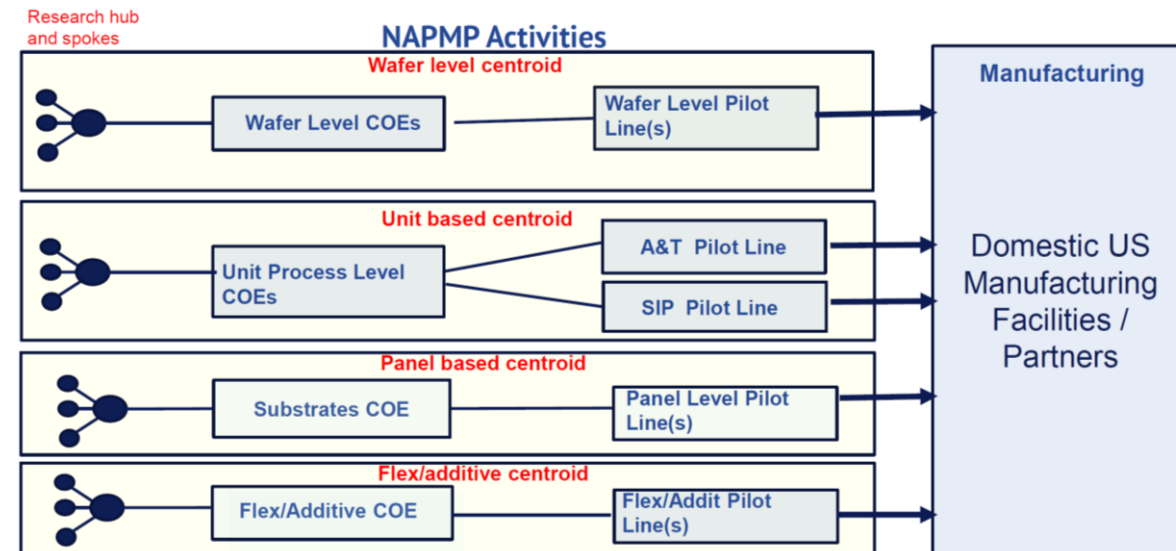 Research hub
and spokes
NAPMP Activities
Wafer level centroid
Wafer Level COEs
Wafer Level Pilot
Line(s)
Unit based centroid
Unit Process Level
COEs
A&T Pilot Line
SIP Pilot Line
Panel based centroid
Substrates COE
Panel Level Pilot
Line(s)
Flex/additive centroid
Flex/Additive COE
Flex/Addit Pilot
Line(s)
Manufacturing
Domestic US
Manufacturing
Facilities /
Partners